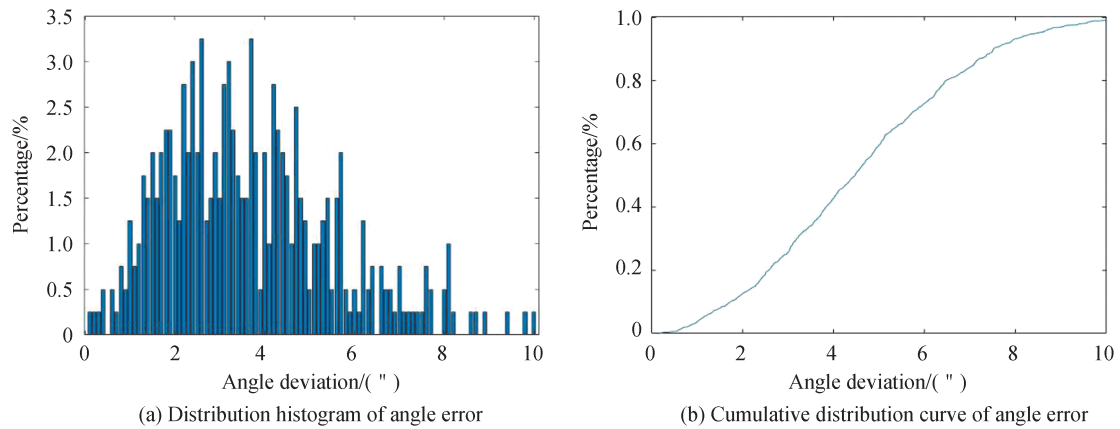 3.5
3.0
2.5
2.0
1.5
1.0
0.5
0
Percentage/%
0 2 4 6 8 10
Angle deviation/( " )
(a) Distribution histogram of angle error
1.0
0.8
0.6
0.4
0.2
0
Percentage/%
0 2 4 6 8 10
Angle deviation/( " )
(b) Cumulative distribution curve of angle error